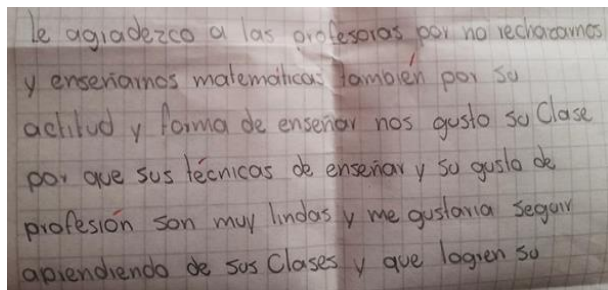 le agradezco a las profesoras por no rechazarnos
y enseñarnos matemáticas también por su
actitud y forma de enseñar nos gusto su Clase
por que sus técnicas de enseñar y su gusto de
profesión son muy lindas y me gustaria seguir
aprendiendo de sus Clases y que logren su